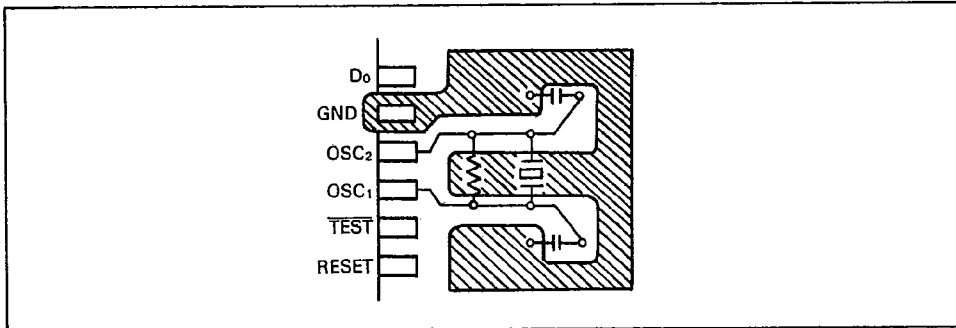 D₀
GND
OSC₂
OSC₁
TEST
RESET